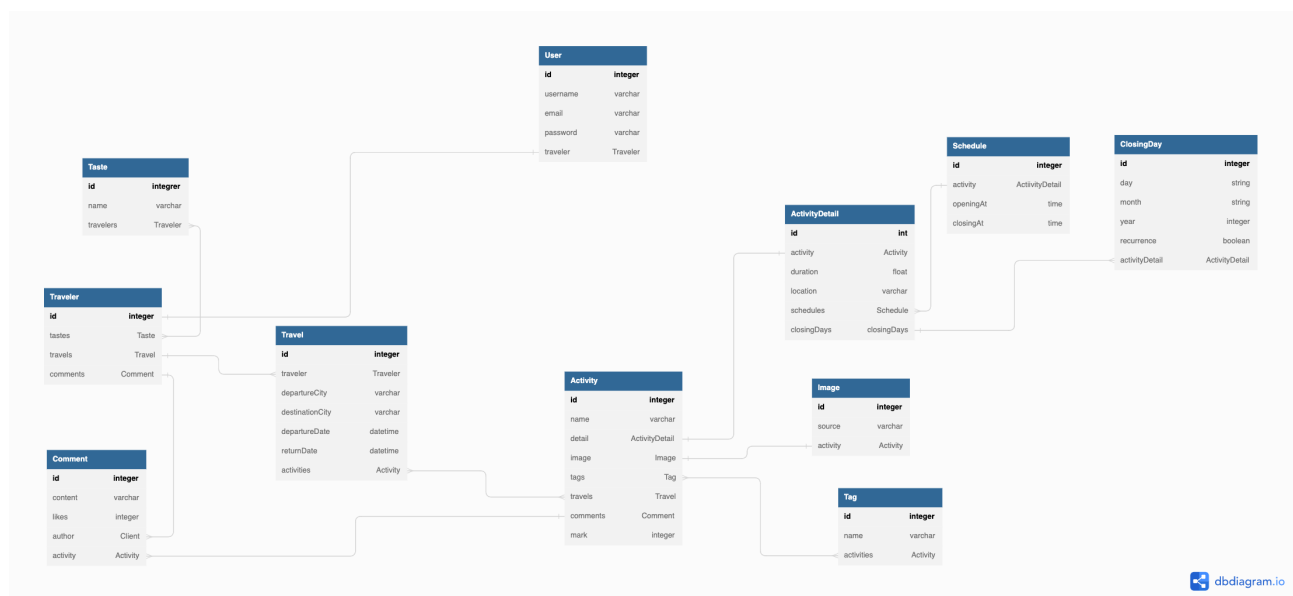 User
id integer
username varchar
email varchar
password varchar
traveler Traveler
Taste
id integrer
name varchar
travelers Traveler
Traveler
id integer
tastes Taste
travels Travel
comments Comment
Travel
id integer
traveler Traveler
departureCIty varchar
destinationCity varchar
departureDate datetime
returnDate datetime
activities Activity
Comment
id integer
content varchar
likes integer
author Client
activity Activity
Activity
id integer
name varchar
detail ActivityDetail
image Image
tags Tag
travels Travel
comments Comment
mark integer
ActivityDetail
id int
activity Activity
duration float
location varchar
schedules Schedule
closingDays closingDays
Schedule
id integer
activity ActiivityDetail
openingAt time
closingAt time
ClosingDay
id integer
day string
month string
year integer
recurrence boolean
activityDetail ActivityDetail
Image
id integer
source varchar
activity Activity
Tag
id integer
name varchar
activities Activity
dbdiagram.io